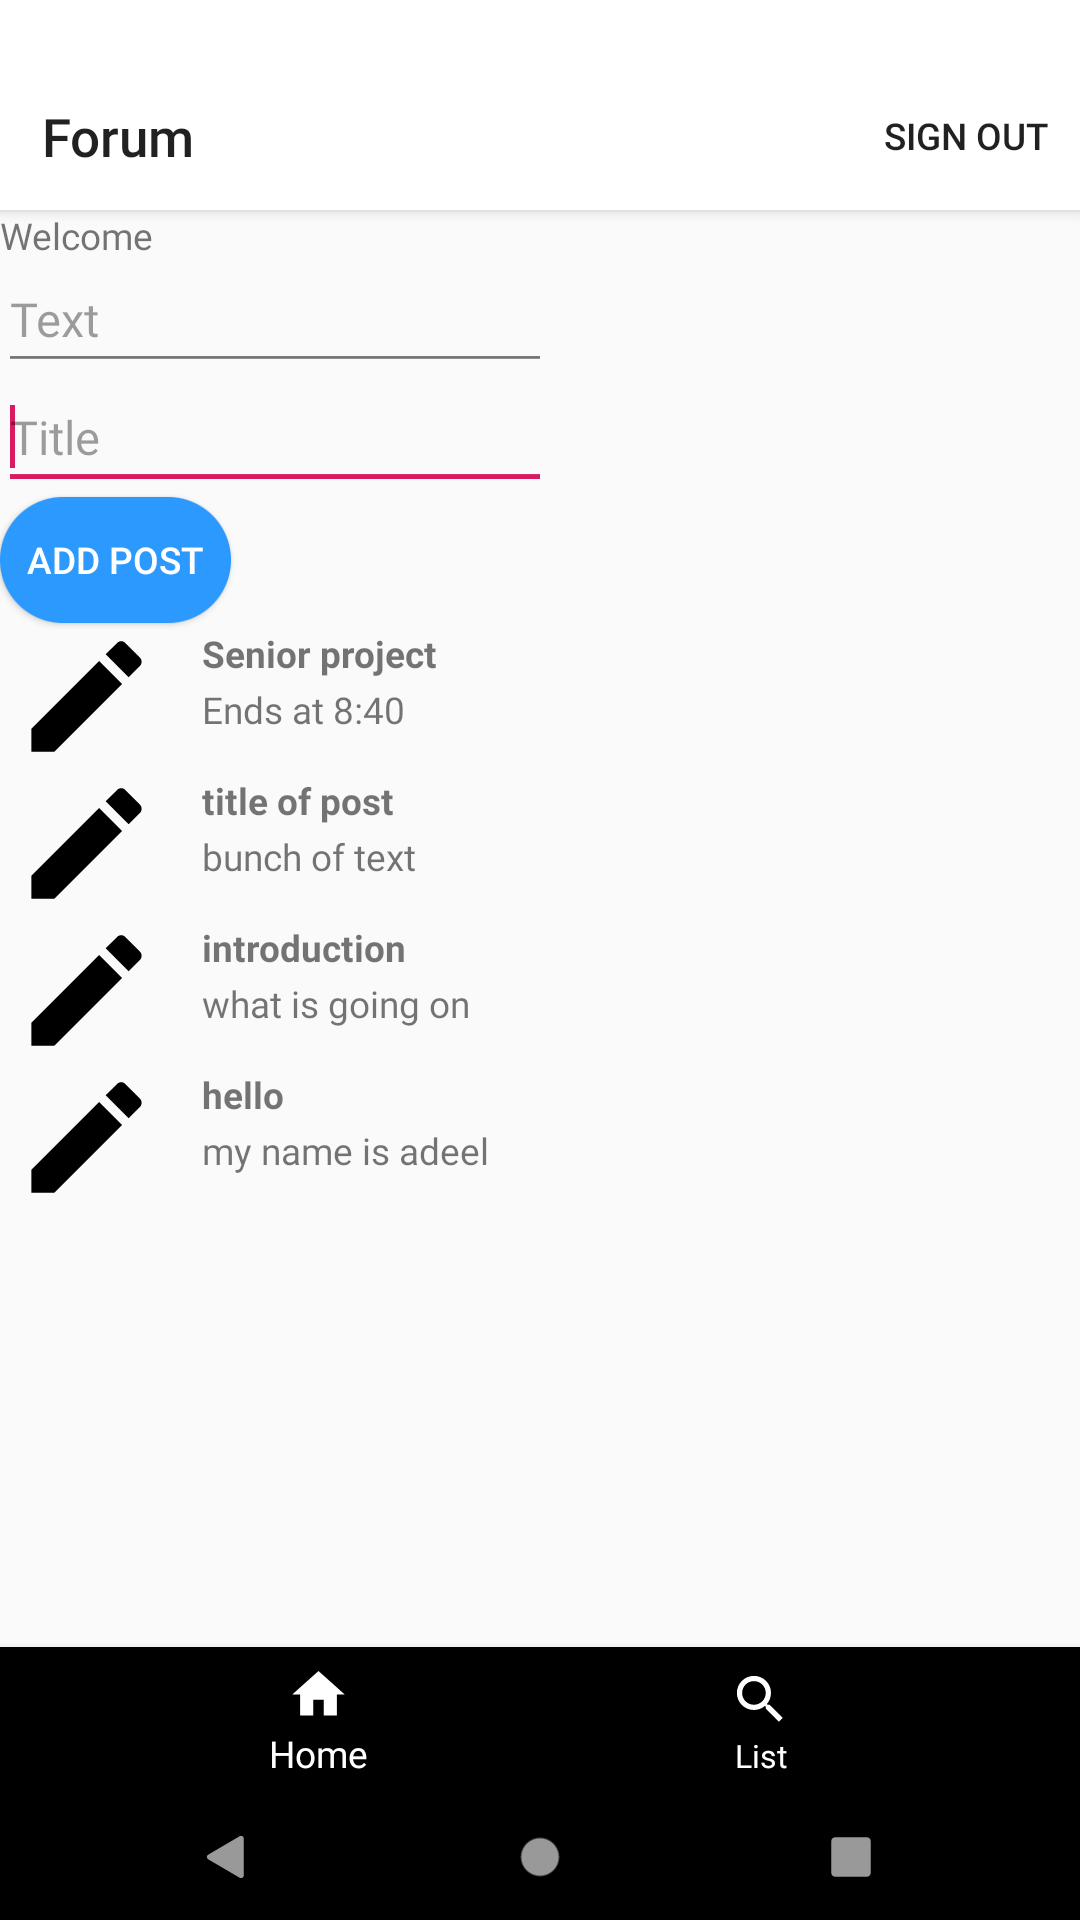 Forum
SIGN OUT
Welcome
Text
Title
ADD POST
Senior project
Ends at 8:40
title of post
bunch of text
introduction
what is going on
hello
my name is adeel
Home
List